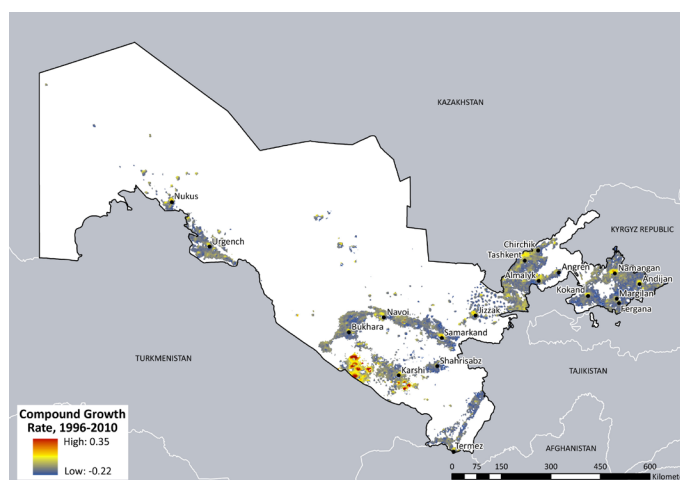 KAZAKHSTAN
Nukus
KYRGYZ REPUBLIC
Urgench
Chirchik
Tashkent
Angren
Namangan
Almalyk
Andijan
Kokand
Margilan
Fergana
Navoi
Jizzak
Bukhara
Samarkand
TURKMENISTAN
Shahrisabz
Karshi
TAJIKISTAN
Compound Growth
Rate, 1996-2010
High: 0.35
Low: -0.22
Termez
AFGHANISTAN
0 75 150 300 450 600
Kilomete